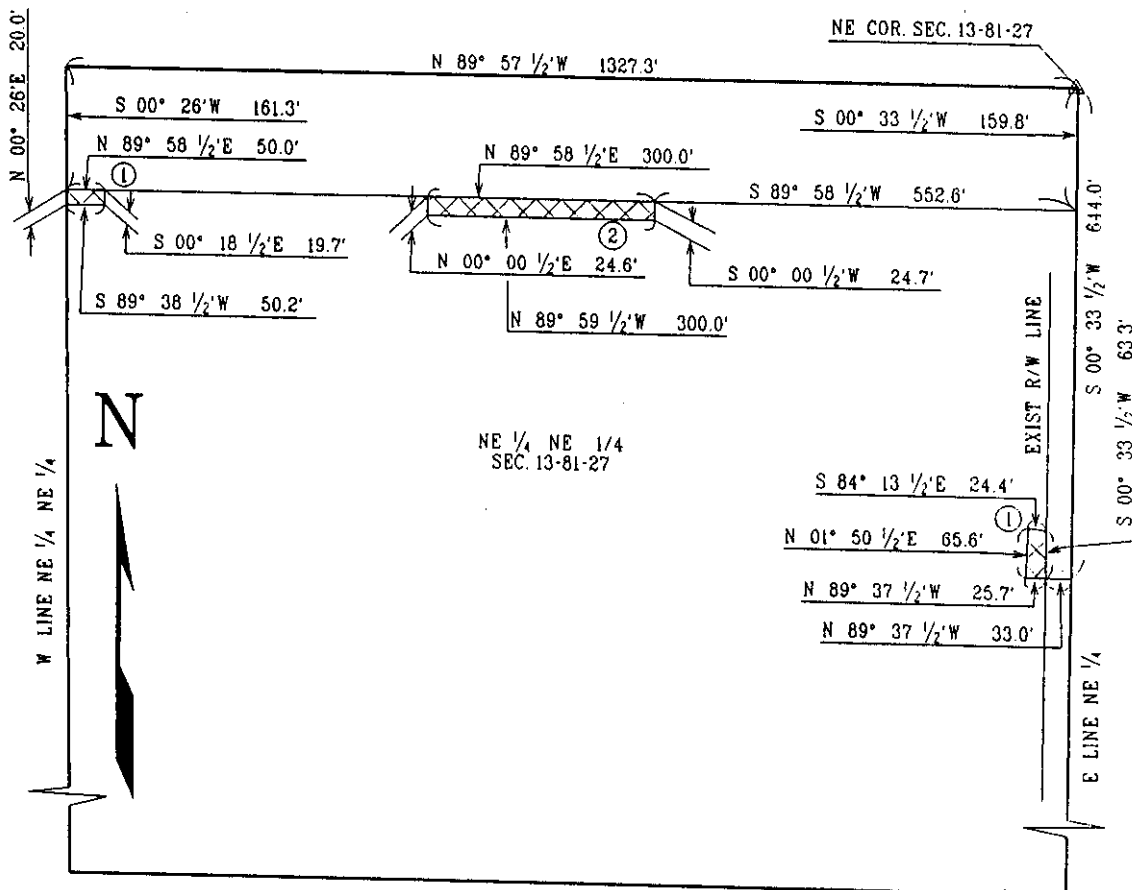 NE COR. SEC. 13-81-27
N 00° 26'E 20.0'
N 89° 57 1/2'W 1327.3'
S 00° 26'W 161.3'
S 00° 33 1/2'W 159.8'
N 89° 58 1/2'E 50.0'
1
N 89° 58 1/2'E 300.0'
S 89° 58 1/2'W 552.6'
2
S 00° 18 1/2'E 19.7'
N 00° 00 1/2'E 24.6'
S 00° 00 1/2'W 24.7'
S 89° 38 1/2'W 50.2'
N 89° 59 1/2'W 300.0'
S 00° 33 1/2'W 644.0'
EXIST R/W LINE
S 00° 33 1/2'W 63.3'
N
NE 1/4 NE 1/4
SEC. 13-81-27
W LINE NE 1/4 NE 1/4
S 84° 13 1/2'E 24.4'
1
N 01° 50 1/2'E 65.6'
N 89° 37 1/2'W 25.7'
N 89° 37 1/2'W 33.0'
E LINE NE 1/4